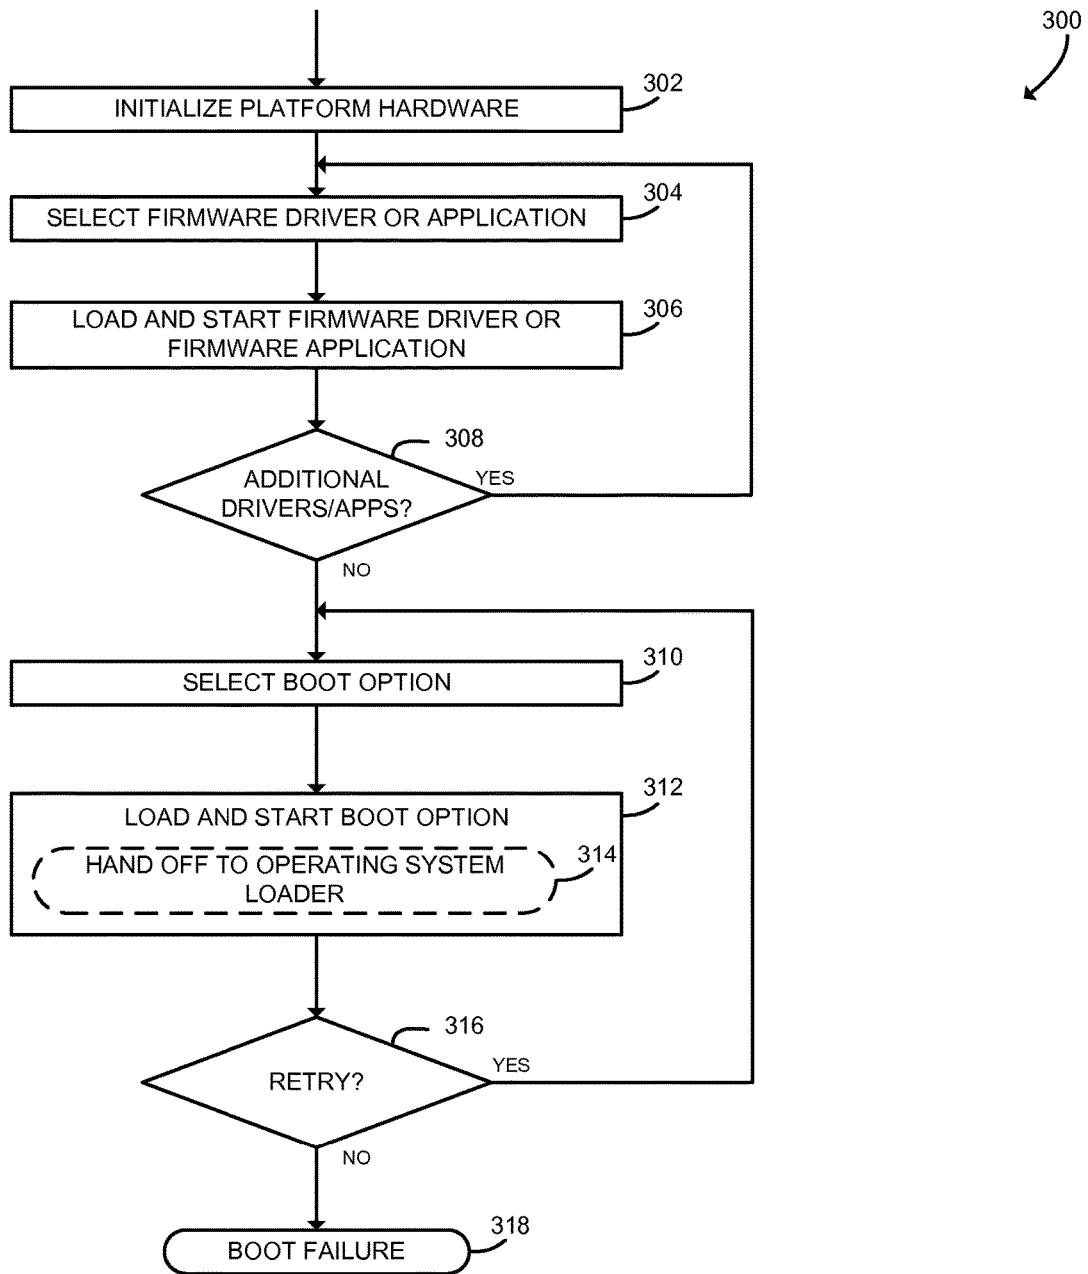 300
302
INITIALIZE PLATFORM HARDWARE
304
SELECT FIRMWARE DRIVER OR APPLICATION
306
LOAD AND START FIRMWARE DRIVER OR
FIRMWARE APPLICATION
308
ADDITIONAL
DRIVERS/APPS?
YES
NO
310
SELECT BOOT OPTION
312
LOAD AND START BOOT OPTION
314
HAND OFF TO OPERATING SYSTEM
LOADER
316
RETRY?
YES
NO
318
BOOT FAILURE